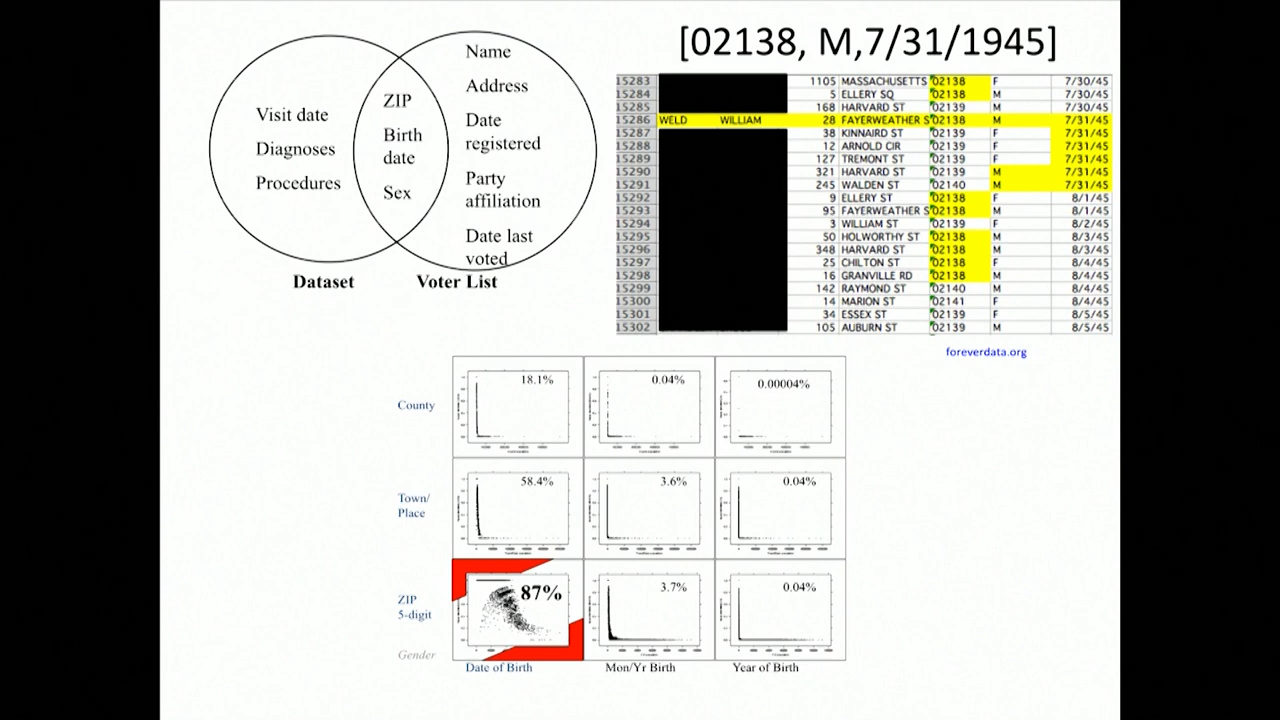 [02138, M,7/31/1945]
Visit date
Diagnoses
Procedures
ZIP
Birth
date
Sex
Name
Address
Date
registered
Party
affiliation
Date last
voted
Dataset
Voter List
15283 1105 MASSACHUSETTS 02138 F 7/30/45
15284 5 ELLERY SQ 02138 M 7/30/45
15285 168 HARVARD ST 02139 M 7/30/45
15286 WELD WILLIAM 28 FAYERWEATHER S 02138 M 7/31/45
15287 38 KINNAIRD ST 02139 F 7/31/45
15288 12 ARNOLD CIR 02139 F 7/31/45
15289 127 TREMONT ST 02139 F 7/31/45
15290 321 HARVARD ST 02139 M 7/31/45
15291 245 WALDEN ST 02140 M 7/31/45
15292 9 ELLERY ST 02138 F 8/1/45
15293 95 FAYERWEATHER S 02138 M 8/1/45
15294 3 WILLIAM ST 02139 F 8/2/45
15295 50 HOLWORTHY ST 02138 M 8/3/45
15296 348 HARVARD ST 02138 M 8/3/45
15297 25 CHILTON ST 02138 F 8/4/45
15298 16 GRANVILLE RD 02138 M 8/4/45
15299 142 RAYMOND ST 02140 M 8/4/45
15300 14 MARION ST 02141 F 8/4/45
15301 34 ESSEX ST 02139 F 8/5/45
15302 105 AUBURN ST 02139 M 8/5/45
foreverdata.org
County
18.1%
0.04%
0.00004%
Town/
Place
58.4%
3.6%
0.04%
ZIP
5-digit
87%
3.7%
0.04%
Gender
Date of Birth
Mon/Yr Birth
Year of Birth